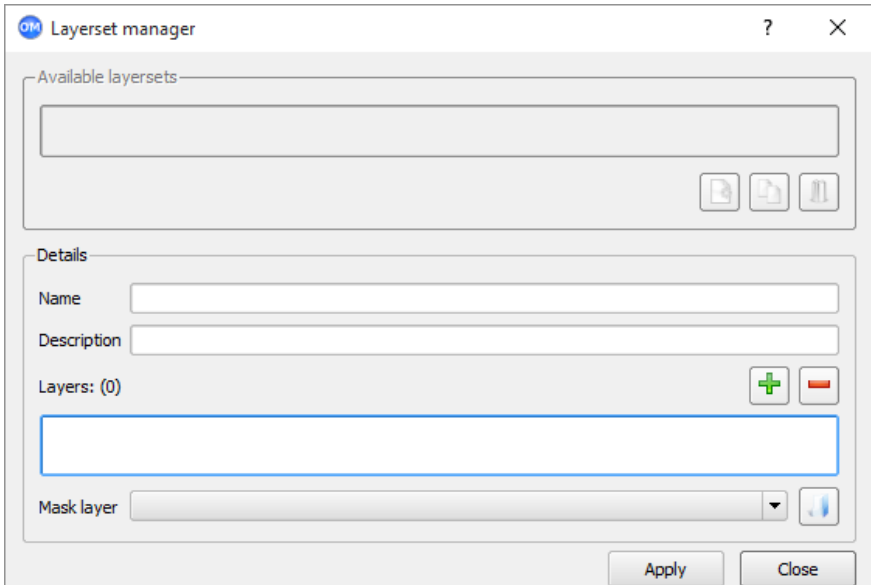 OM Layerset manager ?
Available layersets
Details
Name
Description
Layers: (0)
Mask layer
Apply Close